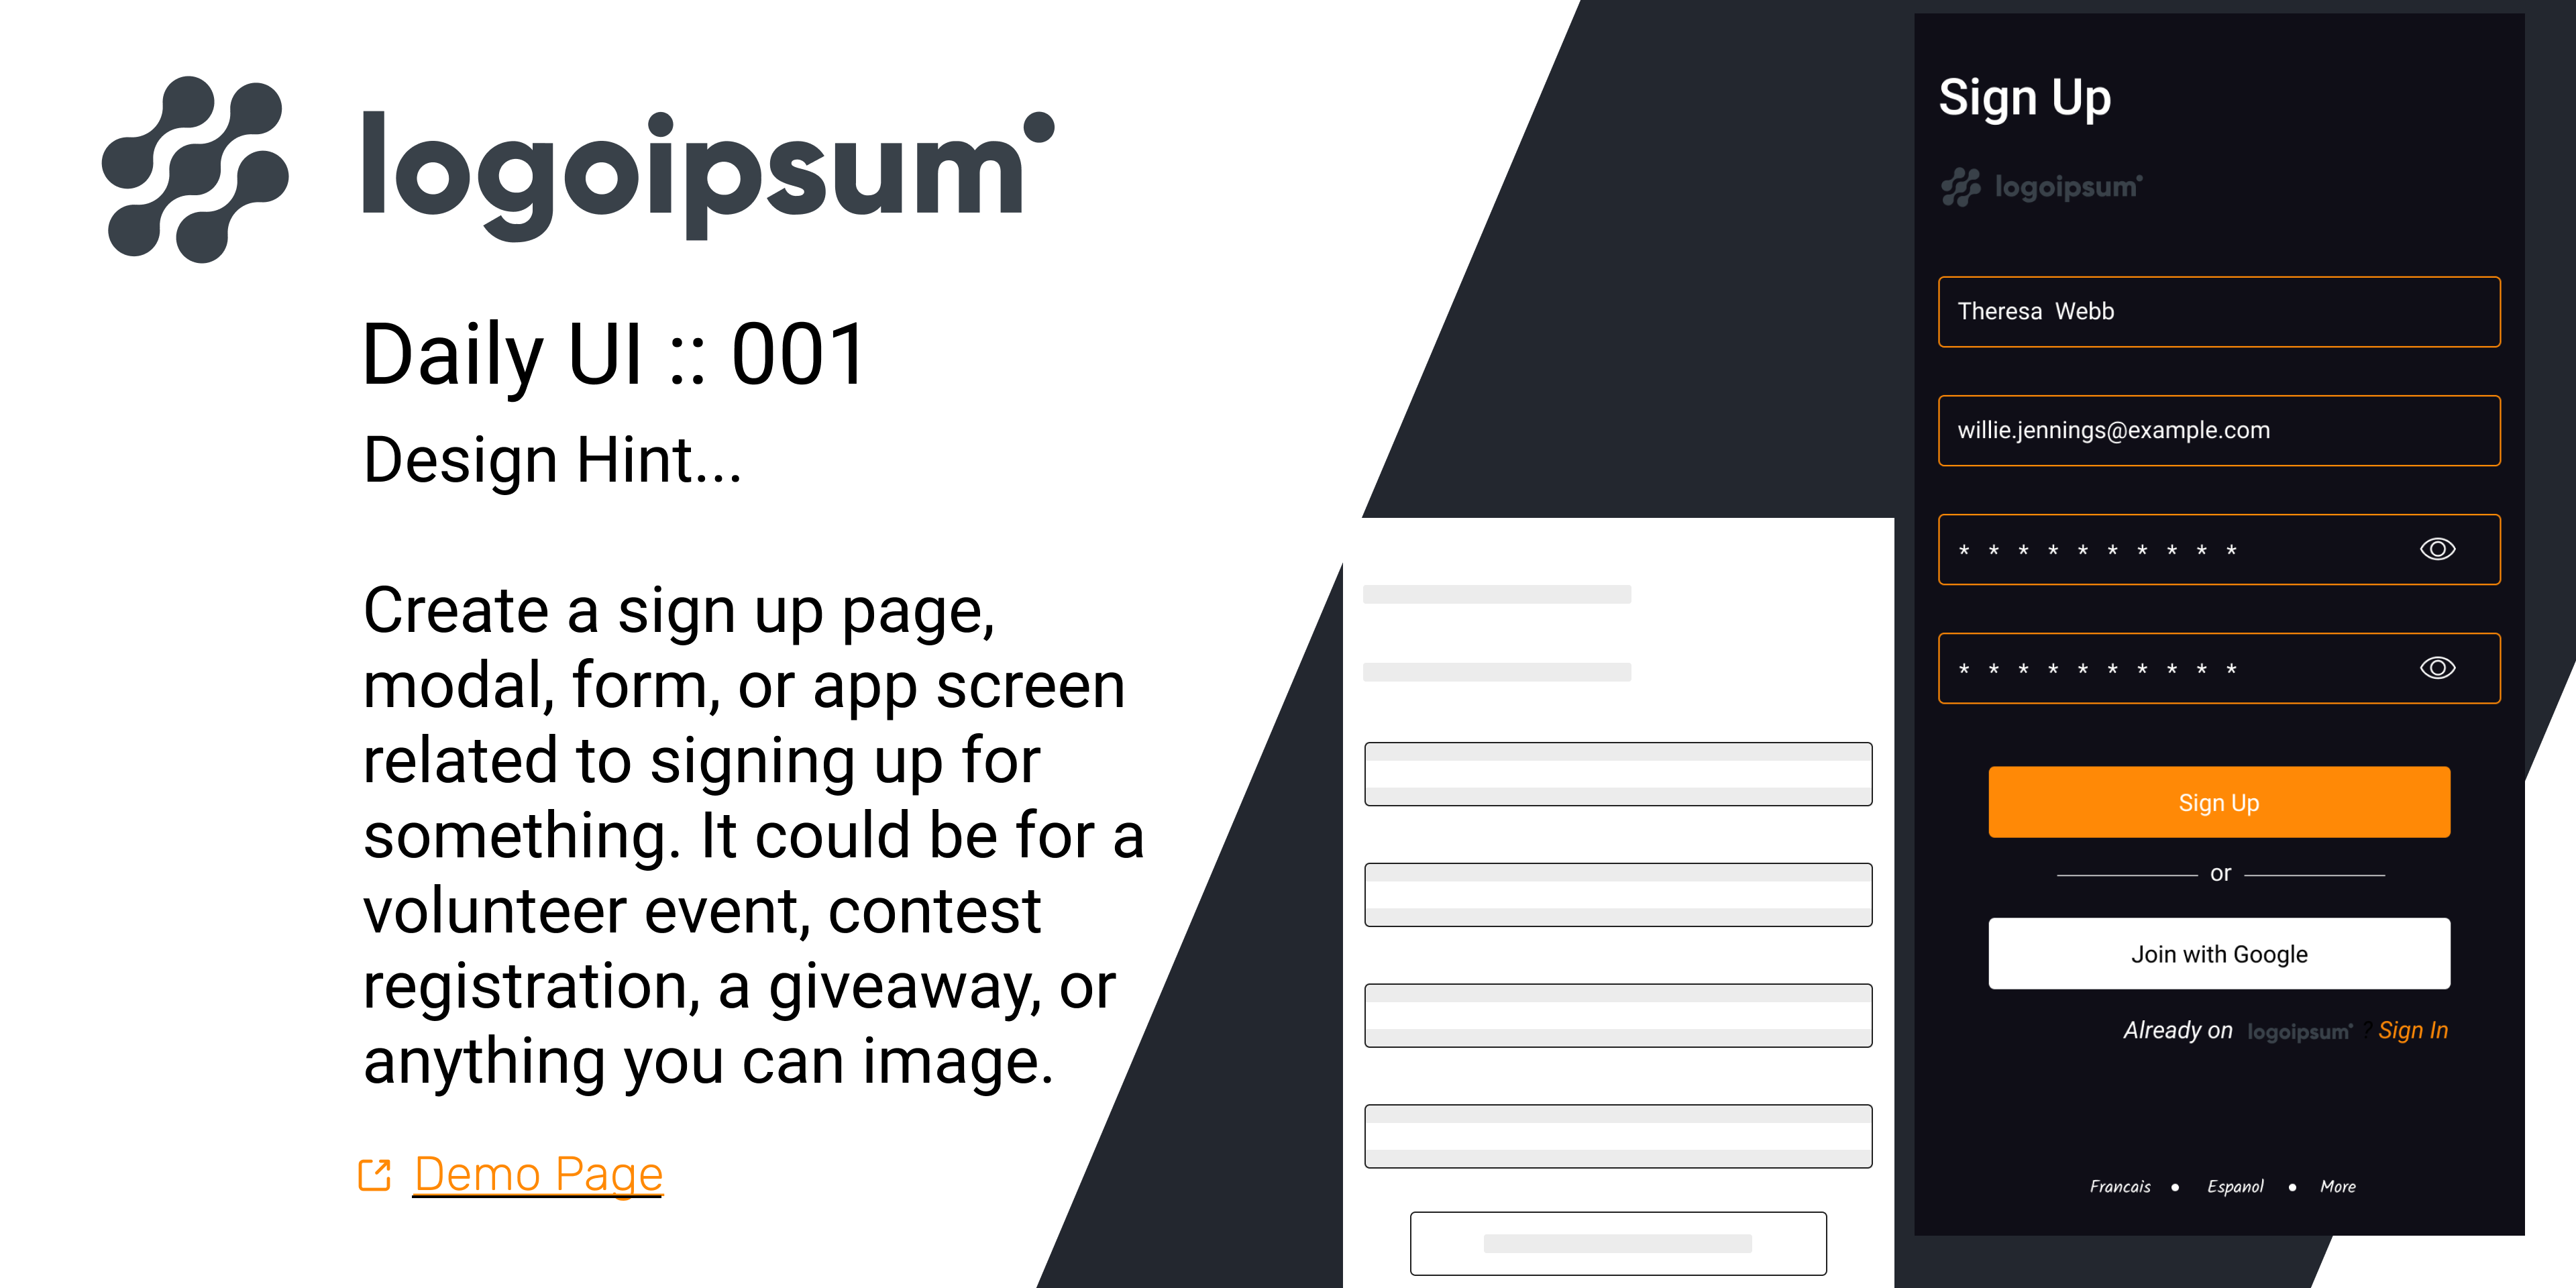 logoipsum
Daily UI :: 001
Design Hint...
Create a sign up page,
modal, form, or app screen
related to signing up for
something. It could be for a
volunteer event, contest
registration, a giveaway, or
anything you can image.
Demo Page
Sign Up
logoipsum
Theresa  Webb
willie.jennings@example.com
* * * * * * * * * *
* * * * * * * * * *
Sign Up
or
Join with Google
Already on logoipsum ? Sign In
Francais • Espanol • More